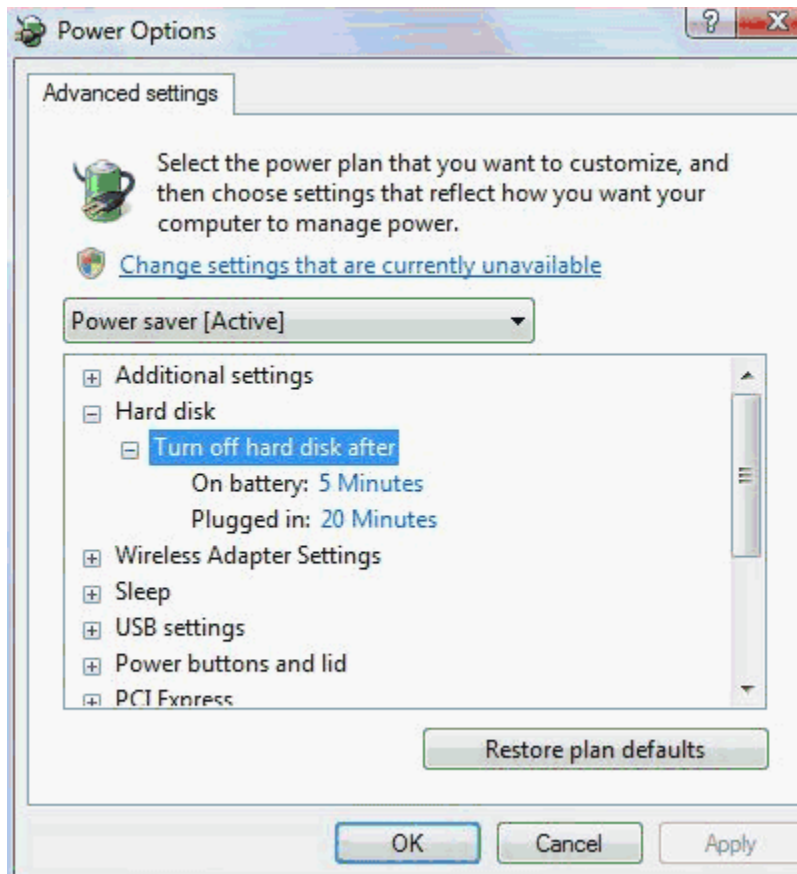 Power Options
Advanced settings
Select the power plan that you want to customize, and
then choose settings that reflect how you want your
computer to manage power.
Change settings that are currently unavailable
Power saver [Active]
Additional settings
Hard disk
Turn off hard disk after
On battery: 5 Minutes
Plugged in: 20 Minutes
Wireless Adapter Settings
Sleep
USB settings
Power buttons and lid
PCI Express
Restore plan defaults
OK Cancel Apply